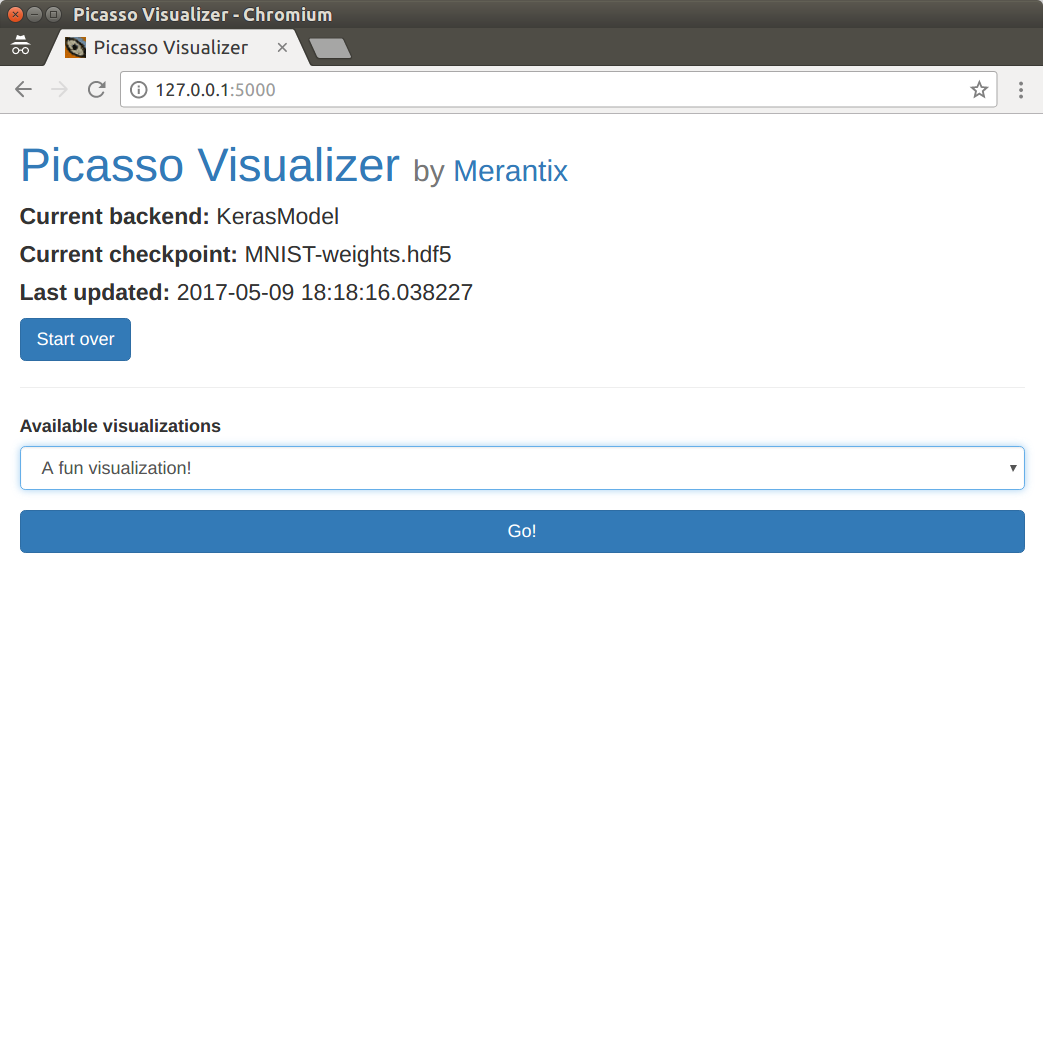 Picasso Visualizer - Chromium
Picasso Visualizer
127.0.0.1:5000
Picasso Visualizer by Merantix
Current backend: KerasModel
Current checkpoint: MNIST-weights.hdf5
Last updated: 2017-05-09 18:18:16.038227
Start over
Available visualizations
A fun visualization!
Go!